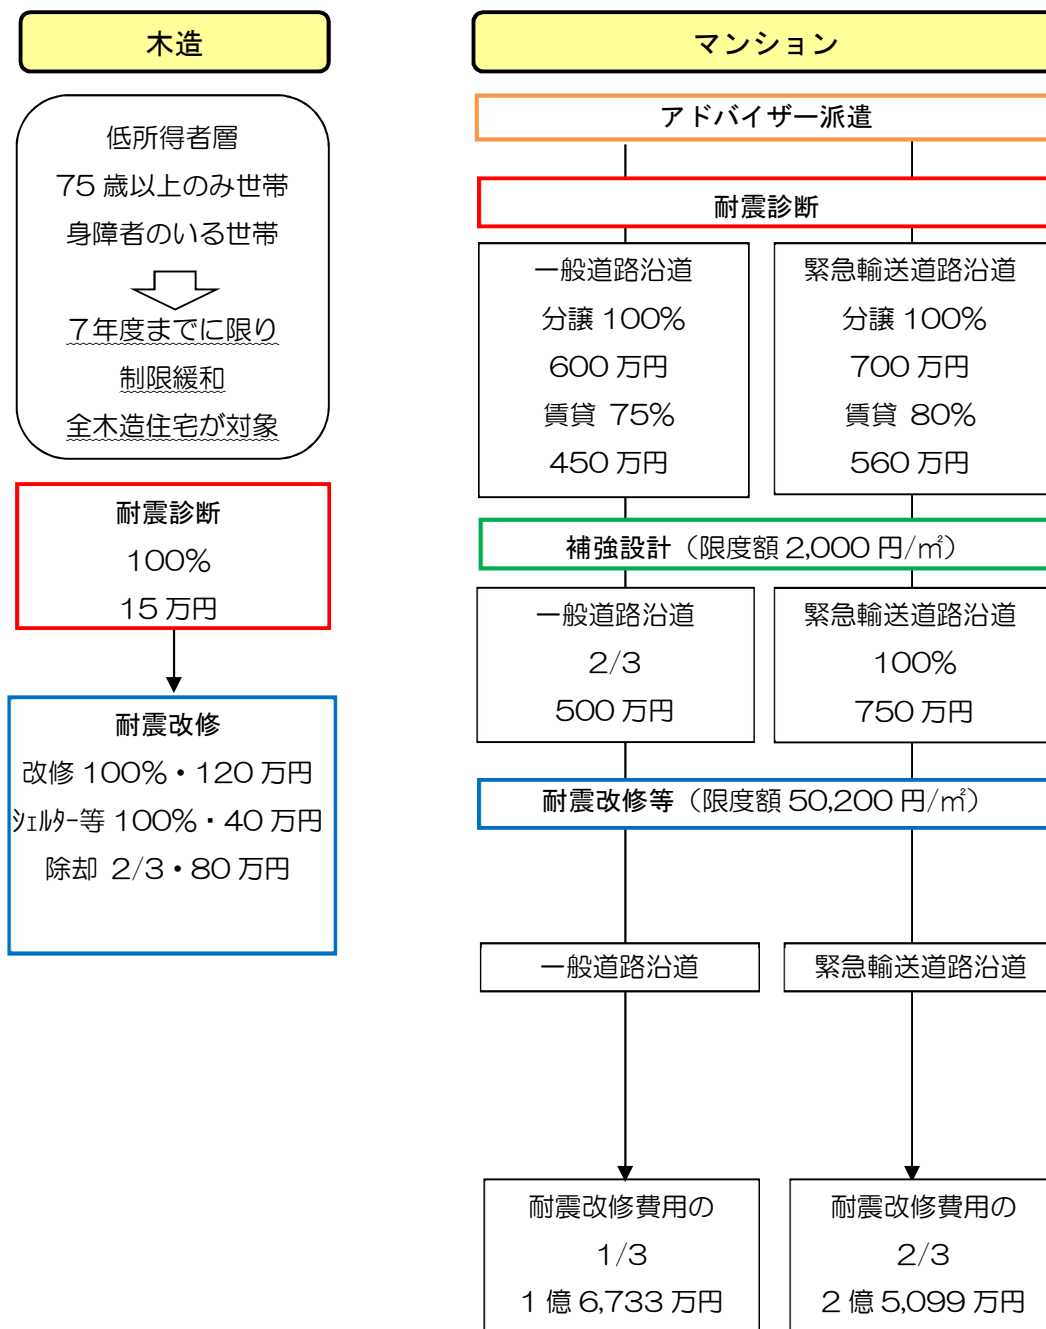 木造
低所得者層
75 歳以上のみ世帯
身障者のいる世帯
7年度までに限り
制限緩和
全木造住宅が対象
耐震診断
100%
15 万円
耐震改修
改修 100%・120 万円
ｼｪﾙﾀｰ等 100%・40 万円
除却 2/3・80 万円
マンション
アドバイザー派遣
耐震診断
一般道路沿道
分譲 100%
600 万円
賃貸 75%
450 万円
緊急輸送道路沿道
分譲 100%
700 万円
賃貸 80%
560 万円
補強設計（限度額 2,000 円/㎡）
一般道路沿道
2/3
500 万円
緊急輸送道路沿道
100%
750 万円
耐震改修等（限度額 50,200 円/㎡）
一般道路沿道
緊急輸送道路沿道
耐震改修費用の
1/3
1 億 6,733 万円
耐震改修費用の
2/3
2 億 5,099 万円